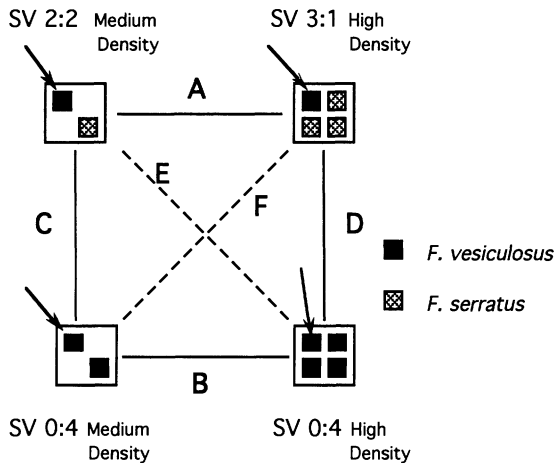 SV 2:2 Medium
Density
SV 3:1 High
Density
A
E
F
C
D
F. vesiculosus
F. serratus
B
SV 0:4 Medium
Density
SV 0:4 High
Density